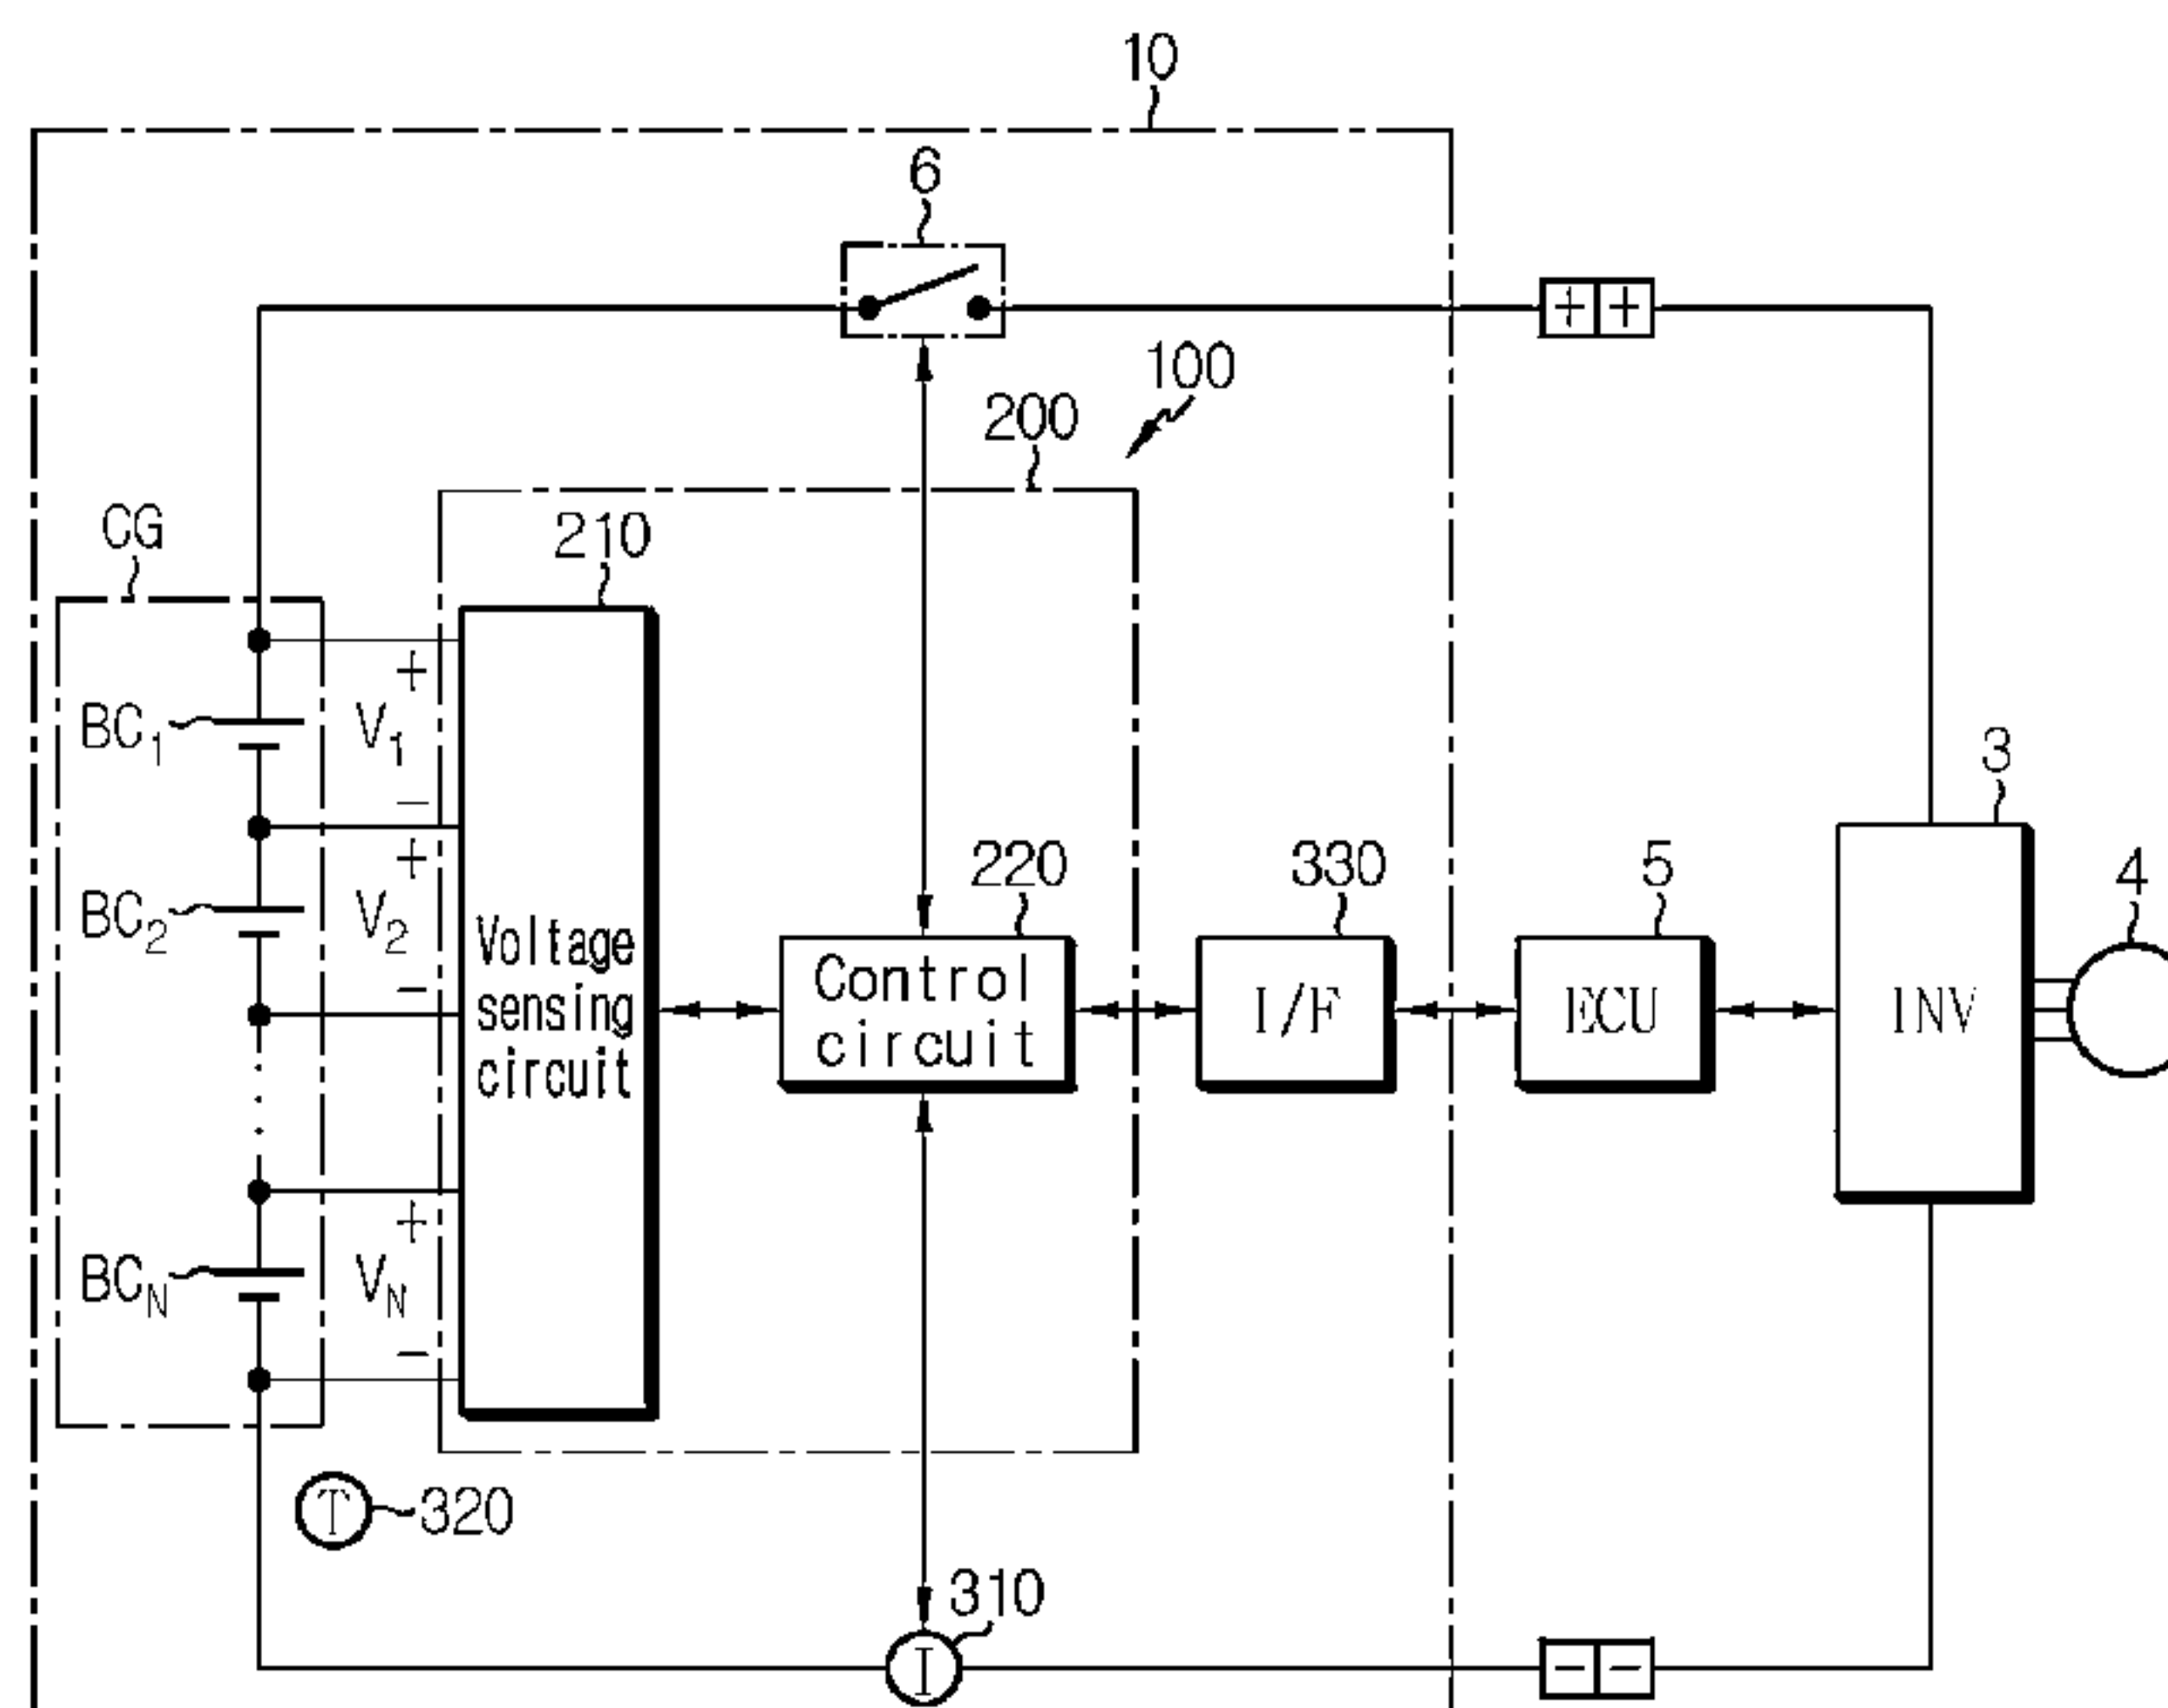 10
6
+ +
100
200
CG
210
+
BC1
V1
-
3
+
220
330
5
4
BC2
V2
Voltage
sensing
circuit
-
Control
circuit
I/F
ECU
INV
+
BCN
VN
-
T
320
310
I
- -